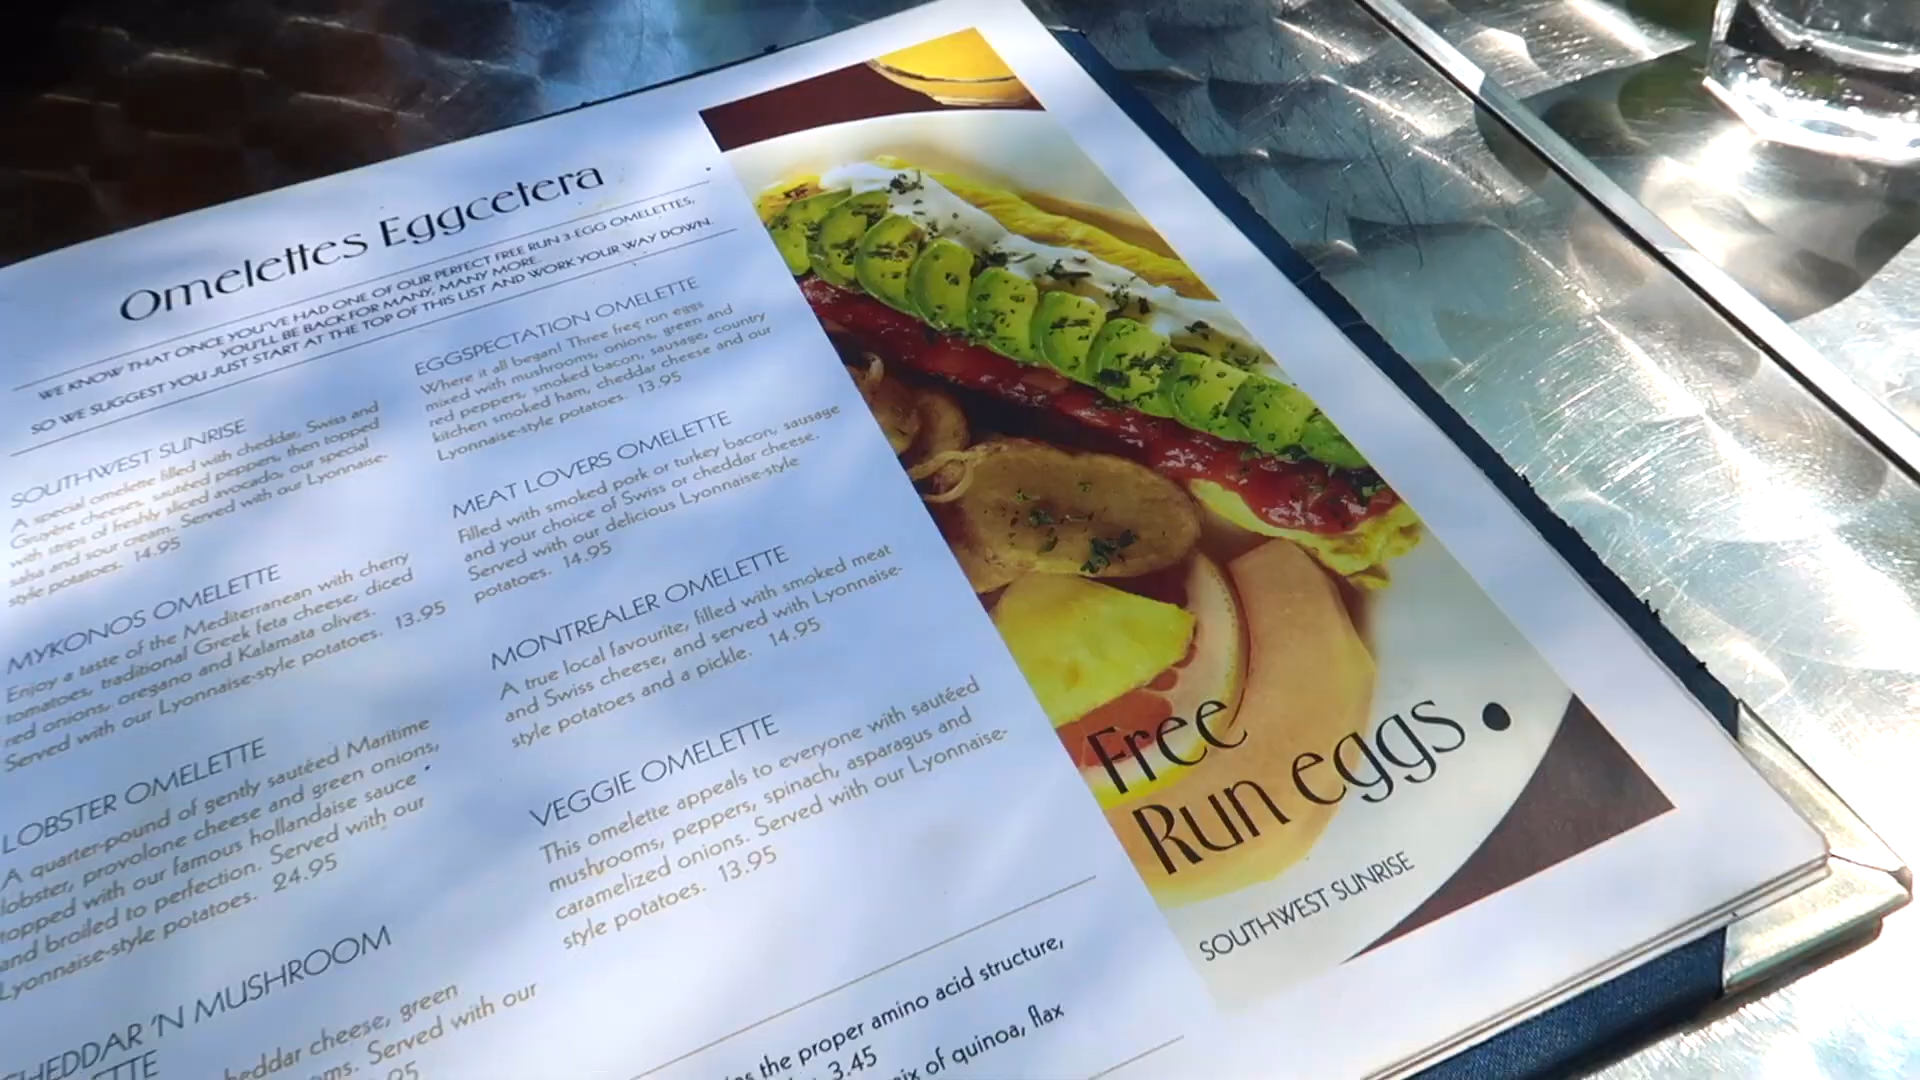 Omelettes Eggcetera
WE KNOW THAT ONCE YOU'VE HAD ONE OF OUR PERFECT FREE RUN 3-EGG OMELETTES,
YOU'LL BE BACK FOR MANY, MANY MORE.
SO WE SUGGEST YOU JUST START AT THE TOP OF THIS LIST AND WORK YOUR WAY DOWN.
SOUTHWEST SUNRISE
A special omelette filled with cheddar, Swiss and
Gruyère cheeses, sautéed peppers, then topped
with strips of freshly sliced avocado, our special
salsa and sour cream. Served with our Lyonnaise-
style potatoes. 14.95
MYKONOS OMELETTE
Enjoy a taste of the Mediterranean with cherry
tomatoes, traditional Greek feta cheese, diced
red onions, oregano and Kalamata olives.
Served with our Lyonnaise-style potatoes. 13.95
LOBSTER OMELETTE
A quarter-pound of gently sautéed Maritime
lobster, provolone cheese and green onions,
topped with our famous hollandaise sauce
and broiled to perfection. Served with our
Lyonnaise-style potatoes. 24.95
CHEDDAR 'N MUSHROOM
cheddar cheese, green
Served with our
EGGSPECTATION OMELETTE
Where it all began! Three free run eggs
mixed with mushrooms, onions, green and
red peppers, smoked bacon, sausage, country
kitchen smoked ham, cheddar cheese and our
Lyonnaise-style potatoes. 13.95
MEAT LOVERS OMELETTE
Filled with smoked pork or turkey bacon, sausage
and your choice of Swiss or cheddar cheese.
Served with our delicious Lyonnaise-style
potatoes. 14.95
MONTREALER OMELETTE
A true local favourite, filled with smoked meat
and Swiss cheese, and served with Lyonnaise-
style potatoes and a pickle. 14.95
VEGGIE OMELETTE
This omelette appeals to everyone with sautéed
mushrooms, peppers, spinach, asparagus and
caramelized onions. Served with our Lyonnaise-
style potatoes. 13.95
the proper amino acid structure,
3.45
of quinoa, flax
Free
Run eggs.
SOUTHWEST SUNRISE